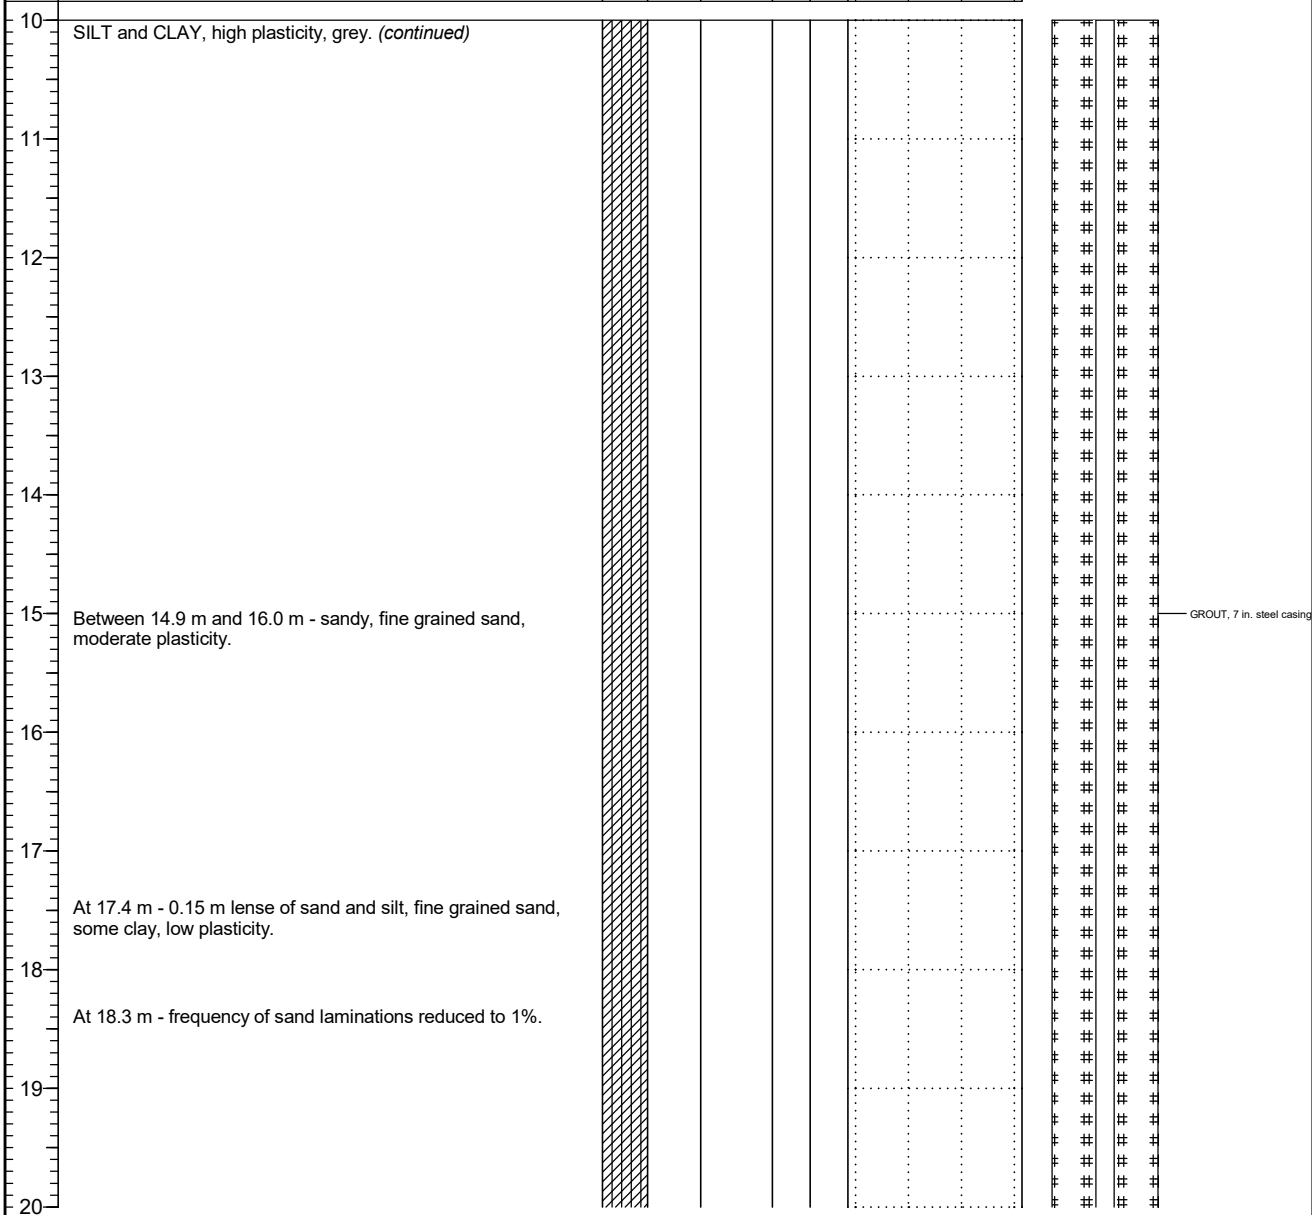 10
SILT and CLAY, high plasticity, grey. (continued)
11
12
13
14
15
Between 14.9 m and 16.0 m - sandy, fine grained sand,
moderate plasticity.
GROUT, 7 in. steel casing
16
17
At 17.4 m - 0.15 m lense of sand and silt, fine grained sand,
some clay, low plasticity.
18
At 18.3 m - frequency of sand laminations reduced to 1%.
19
20